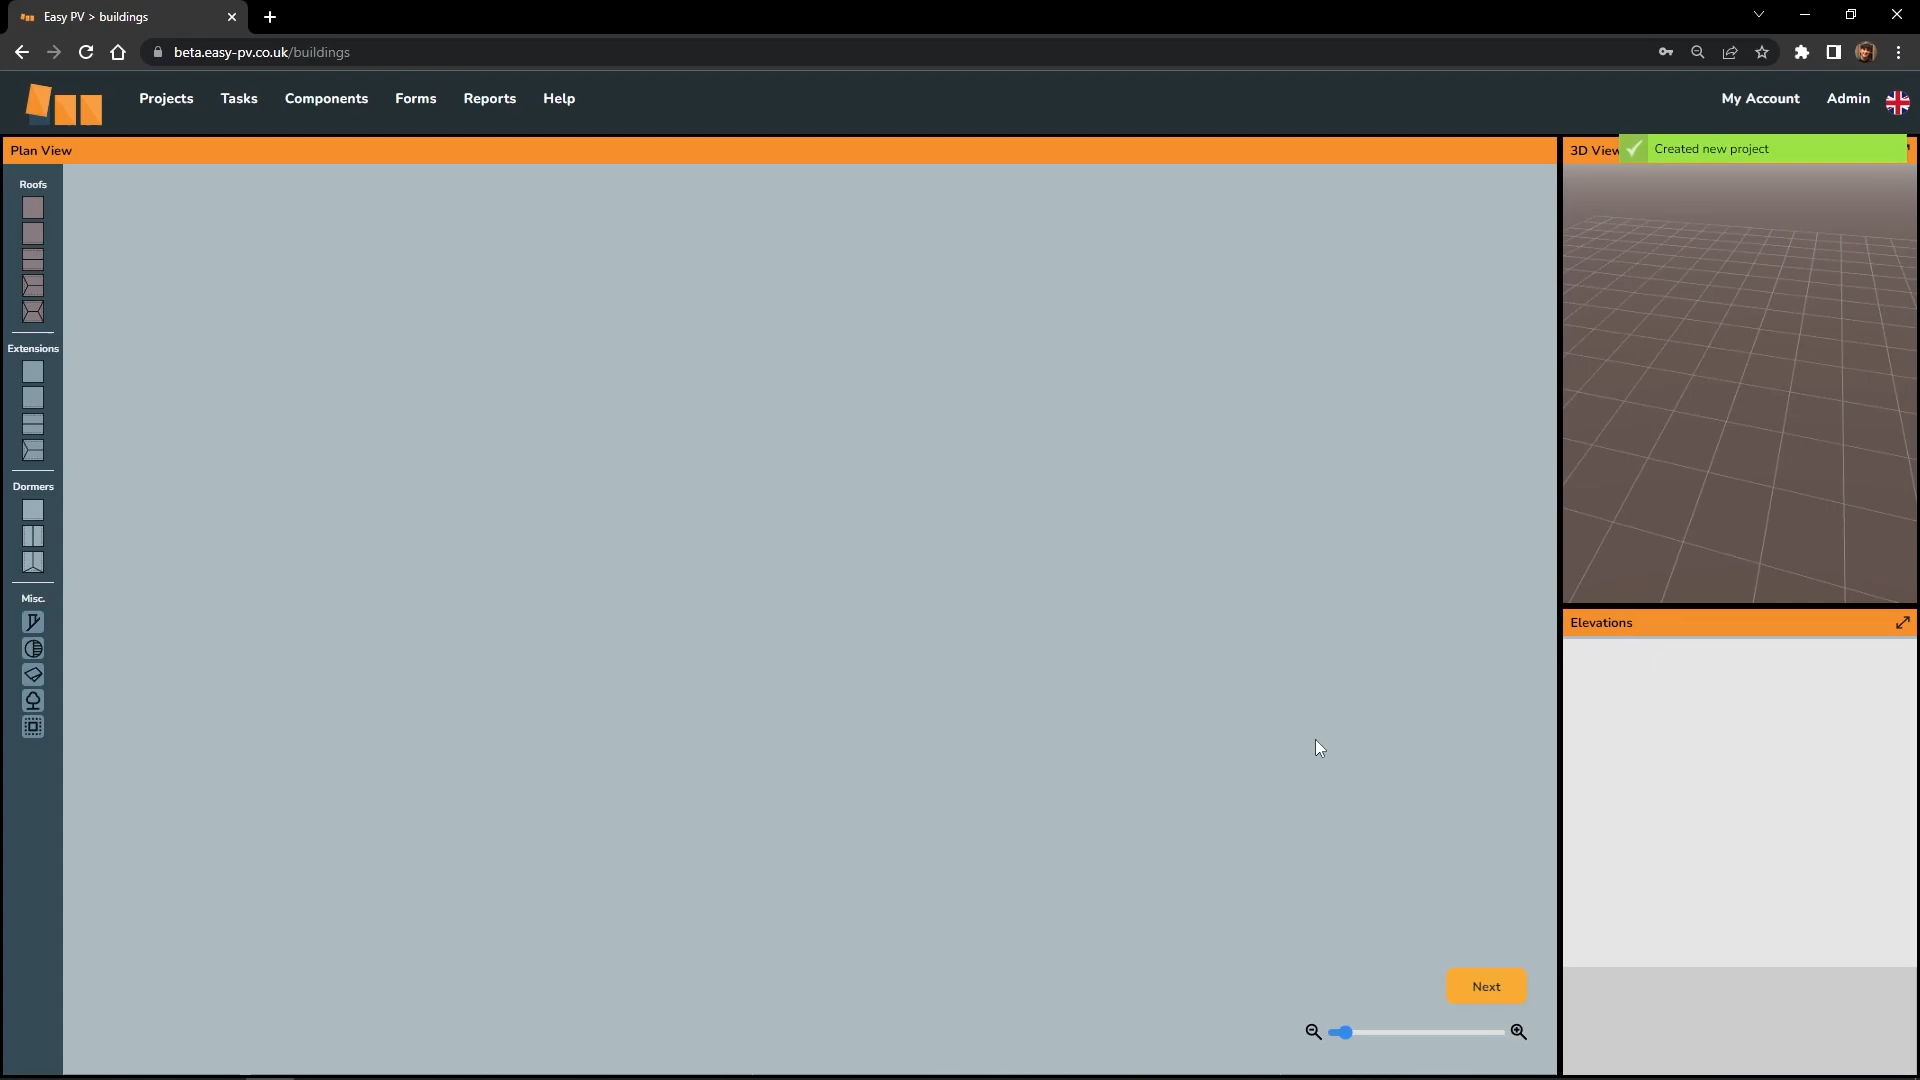 Easy PV > buildings
beta.easy-pv.co.uk/buildings
Projects
Tasks
Components
Forms
Reports
Help
My Account
Admin
Plan View
3D View
Created new project
Roofs
Extensions
Dormers
Misc.
Elevations
Next